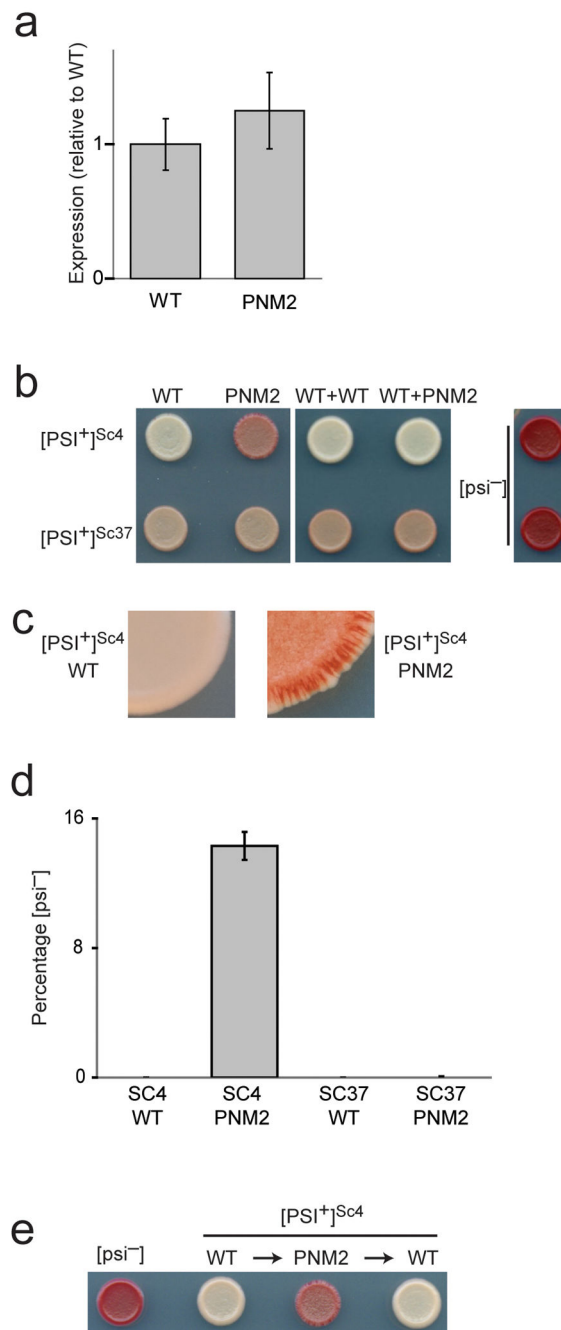 a
Expression (relative to WT)
1
0
WT
PNM2
b
WT PNM2 WT+WT WT+PNM2
[PSI⁺]ˢᶜ⁴
[PSI⁺]ˢᶜ³⁷
[psi⁻]
c
[PSI⁺]ˢᶜ⁴
WT
[PSI⁺]ˢᶜ⁴
PNM2
d
Percentage [psi⁻]
16
8
0
SC4 SC4 SC37 SC37
WT PNM2 WT PNM2
e
[PSI⁺]ˢᶜ⁴
[psi⁻] WT → PNM2 → WT